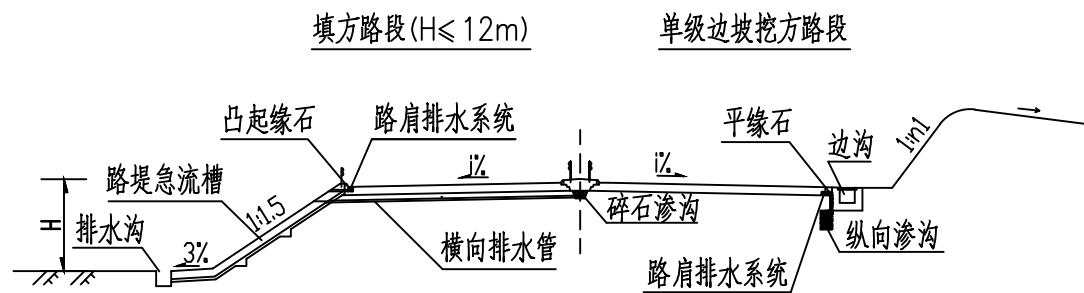 填方路段(H≤12m)
单级边坡挖方路段
凸起缘石
路肩排水系统
平缘石
边沟
1:n1
i%
i%
路堤急流槽
1:1.5
H
排水沟
3%
碎石渗沟
横向排水管
纵向渗沟
路肩排水系统